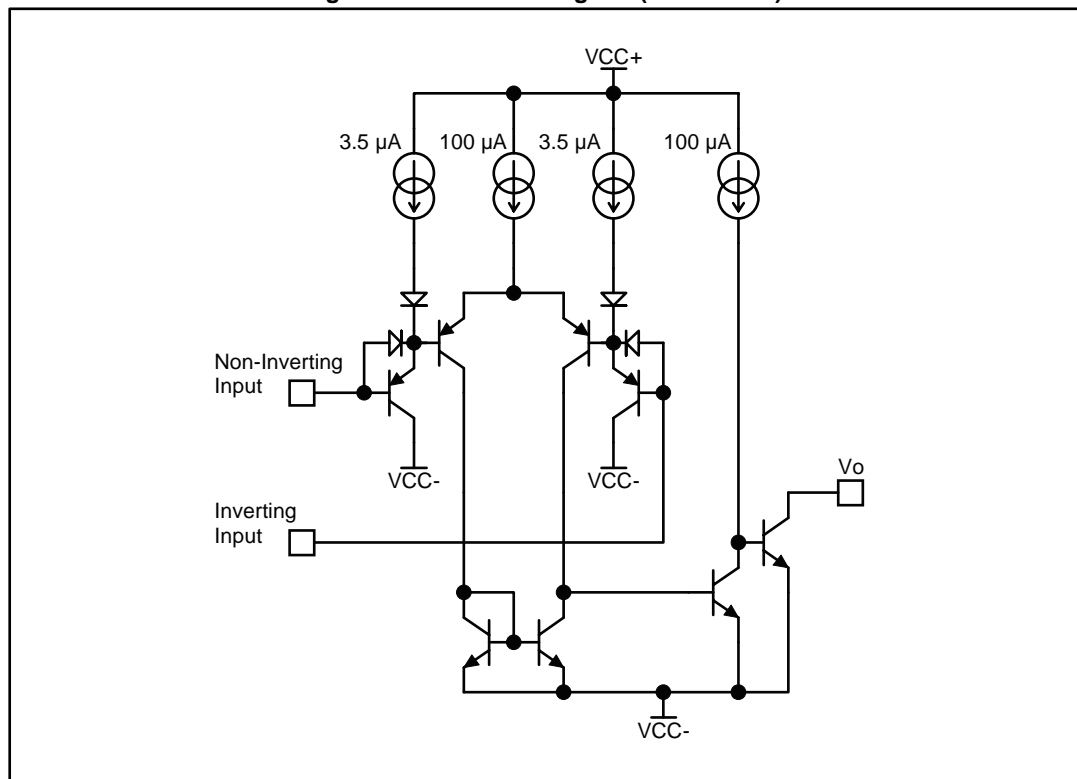 VCC+
3.5 µA
100 µA
3.5 µA
100 µA
Non-Inverting
Input
VCC-
VCC-
Vo
Inverting
Input
VCC-